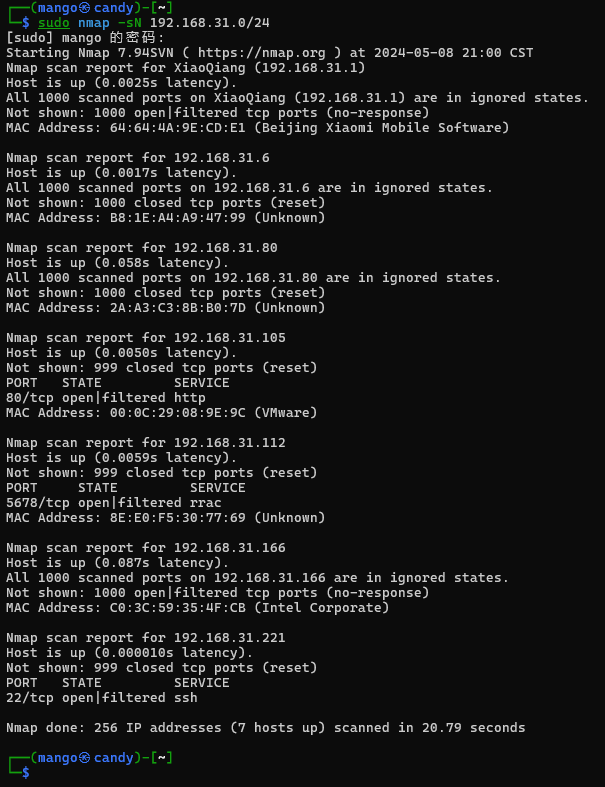 ┌──(mango㉿candy)-[~]
└─$ sudo nmap -sN 192.168.31.0/24
[sudo] mango 的密码:
Starting Nmap 7.94SVN ( https://nmap.org ) at 2024-05-08 21:00 CST
Nmap scan report for XiaoQiang (192.168.31.1)
Host is up (0.0025s latency).
All 1000 scanned ports on XiaoQiang (192.168.31.1) are in ignored states.
Not shown: 1000 open|filtered tcp ports (no-response)
MAC Address: 64:64:4A:9E:CD:E1 (Beijing Xiaomi Mobile Software)
Nmap scan report for 192.168.31.6
Host is up (0.0017s latency).
All 1000 scanned ports on 192.168.31.6 are in ignored states.
Not shown: 1000 closed tcp ports (reset)
MAC Address: B8:1E:A4:A9:47:99 (Unknown)
Nmap scan report for 192.168.31.80
Host is up (0.058s latency).
All 1000 scanned ports on 192.168.31.80 are in ignored states.
Not shown: 1000 closed tcp ports (reset)
MAC Address: 2A:A3:C3:8B:B0:7D (Unknown)
Nmap scan report for 192.168.31.105
Host is up (0.0050s latency).
Not shown: 999 closed tcp ports (reset)
PORT   STATE         SERVICE
80/tcp open|filtered http
MAC Address: 00:0C:29:08:9E:9C (VMware)
Nmap scan report for 192.168.31.112
Host is up (0.0059s latency).
Not shown: 999 closed tcp ports (reset)
PORT     STATE         SERVICE
5678/tcp open|filtered rrac
MAC Address: 8E:E0:F5:30:77:69 (Unknown)
Nmap scan report for 192.168.31.166
Host is up (0.087s latency).
All 1000 scanned ports on 192.168.31.166 are in ignored states.
Not shown: 1000 open|filtered tcp ports (no-response)
MAC Address: C0:3C:59:35:4F:CB (Intel Corporate)
Nmap scan report for 192.168.31.221
Host is up (0.000010s latency).
Not shown: 999 closed tcp ports (reset)
PORT   STATE         SERVICE
22/tcp open|filtered ssh
Nmap done: 256 IP addresses (7 hosts up) scanned in 20.79 seconds
┌──(mango㉿candy)-[~]
└─$